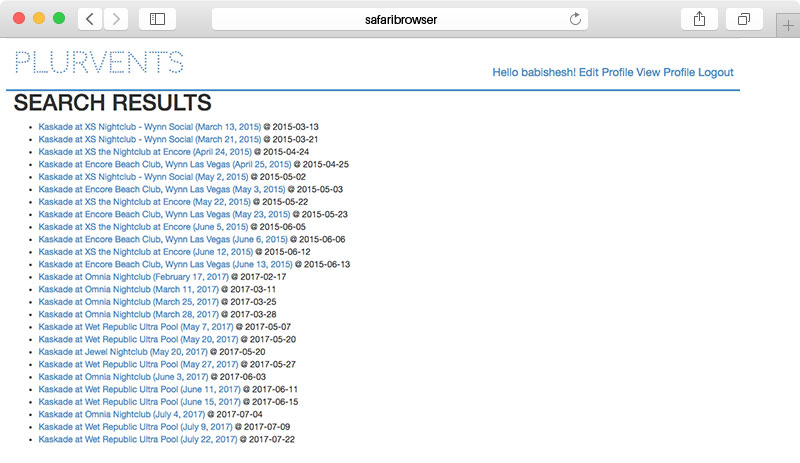 safaribrowser
PLURVENTS
Hello babishesh! Edit Profile View Profile Logout
SEARCH RESULTS
Kaskade at XS Nightclub - Wynn Social (March 13, 2015) @ 2015-03-13
Kaskade at XS Nightclub - Wynn Social (March 21, 2015) @ 2015-03-21
Kaskade at XS the Nightclub at Encore (April 24, 2015) @ 2015-04-24
Kaskade at Encore Beach Club, Wynn Las Vegas (April 25, 2015) @ 2015-04-25
Kaskade at XS Nightclub - Wynn Social (May 2, 2015) @ 2015-05-02
Kaskade at Encore Beach Club, Wynn Las Vegas (May 3, 2015) @ 2015-05-03
Kaskade at XS the Nightclub at Encore (May 22, 2015) @ 2015-05-22
Kaskade at Encore Beach Club, Wynn Las Vegas (May 23, 2015) @ 2015-05-23
Kaskade at XS the Nightclub at Encore (June 5, 2015) @ 2015-06-05
Kaskade at Encore Beach Club, Wynn Las Vegas (June 6, 2015) @ 2015-06-06
Kaskade at XS the Nightclub at Encore (June 12, 2015) @ 2015-06-12
Kaskade at Encore Beach Club, Wynn Las Vegas (June 13, 2015) @ 2015-06-13
Kaskade at Omnia Nightclub (February 17, 2017) @ 2017-02-17
Kaskade at Omnia Nightclub (March 11, 2017) @ 2017-03-11
Kaskade at Omnia Nightclub (March 25, 2017) @ 2017-03-25
Kaskade at Omnia Nightclub (March 28, 2017) @ 2017-03-28
Kaskade at Wet Republic Ultra Pool (May 7, 2017) @ 2017-05-07
Kaskade at Wet Republic Ultra Pool (May 20, 2017) @ 2017-05-20
Kaskade at Jewel Nightclub (May 20, 2017) @ 2017-05-20
Kaskade at Wet Republic Ultra Pool (May 27, 2017) @ 2017-05-27
Kaskade at Omnia Nightclub (June 3, 2017) @ 2017-06-03
Kaskade at Wet Republic Ultra Pool (June 11, 2017) @ 2017-06-11
Kaskade at Wet Republic Ultra Pool (June 15, 2017) @ 2017-06-15
Kaskade at Omnia Nightclub (July 4, 2017) @ 2017-07-04
Kaskade at Wet Republic Ultra Pool (July 9, 2017) @ 2017-07-09
Kaskade at Wet Republic Ultra Pool (July 22, 2017) @ 2017-07-22